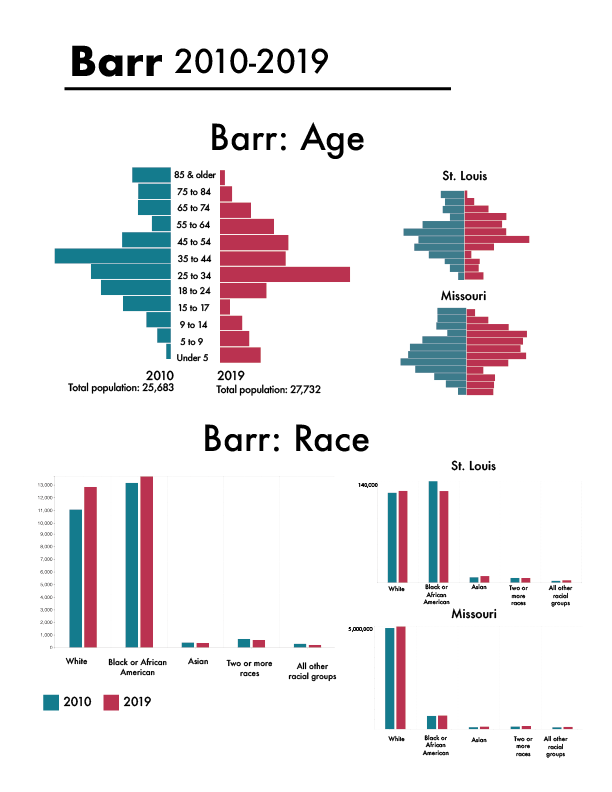 Barr 2010-2019
Barr: Age
85 & older
75 to 84
65 to 74
55 to 64
45 to 54
35 to 44
25 to 34
18 to 24
15 to 17
9 to 14
5 to 9
Under 5
2010
Total population: 25,683
2019
Total population: 27,732
St. Louis
Missouri
Barr: Race
13,000
12,000
11,000
10,000
9,000
8,000
7,000
6,000
5,000
4,000
3,000
2,000
1,000
0
White
Black or African
American
Asian
Two or more
races
All other
racial groups
2010
2019
St. Louis
140,000
White
Black or
African
American
Asian
Two or
more
races
All other
racial
groups
Missouri
5,000,000
White
Black or
African
American
Asian
Two or
more
races
All other
racial
groups